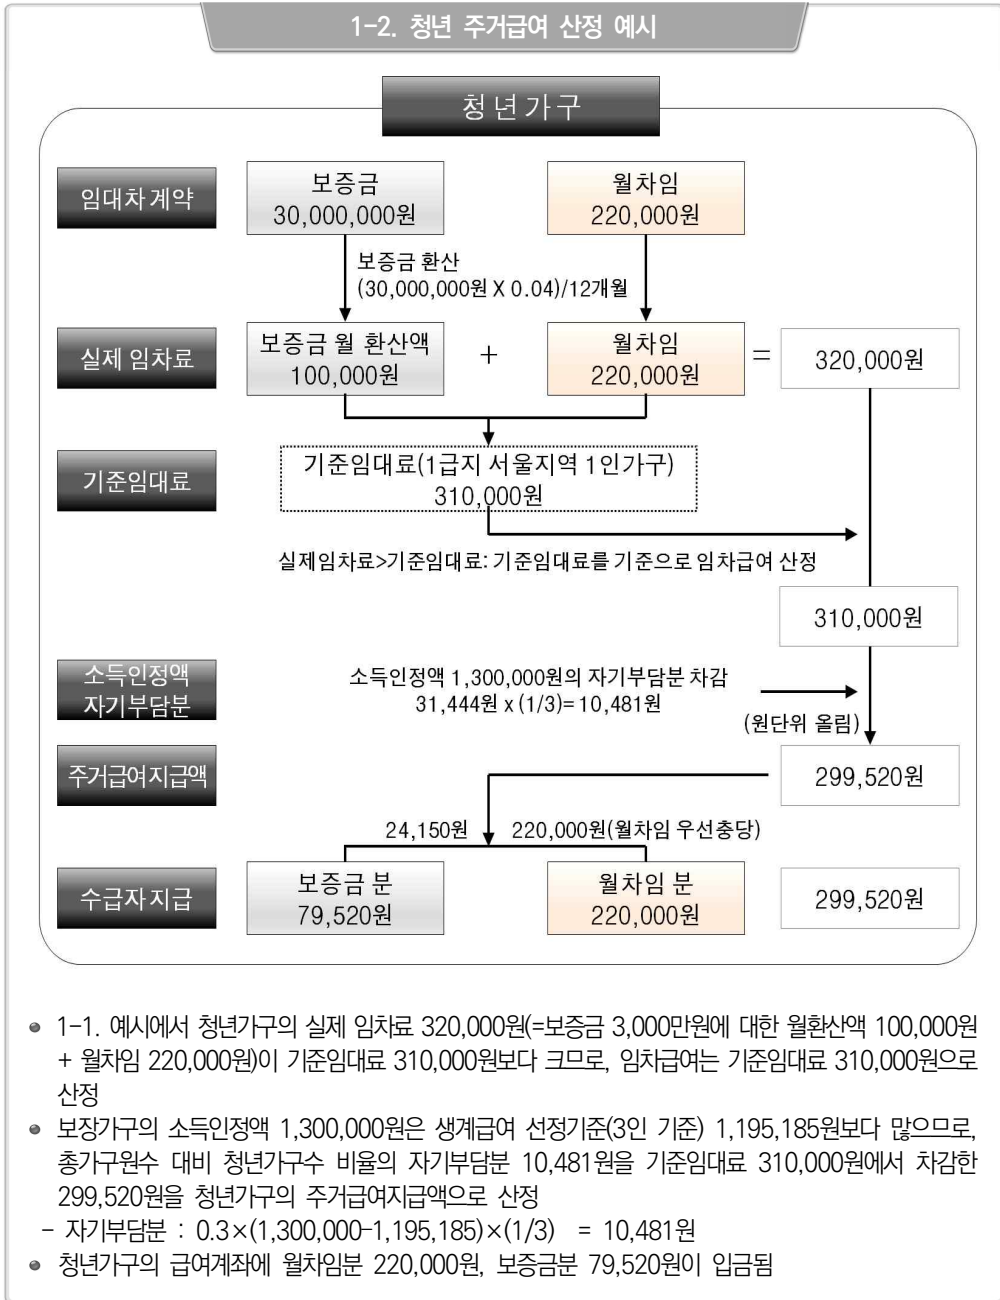 1-2. 청년 주거급여 산정 예시
청년가구
임대차 계약
보증금
30,000,000원
월차임
220,000원
보증금 환산
(30,000,000원 X 0.04)/12개월
실제 임차료
보증금 월 환산액
100,000원
+
월차임
220,000원
=
320,000원
기준임대료
기준임대료(1급지 서울지역 1인가구)
310,000원
실제임차료>기준임대료: 기준임대료를 기준으로 임차급여 산정
310,000원
소득인정액
자기부담분
소득인정액 1,300,000원의 자기부담분 차감
31,444원 x (1/3)= 10,481원
(원단위 올림)
주거급여지급액
299,520원
24,150원
220,000원(월차임 우선충당)
수급자 지급
보증금 분
79,520원
월차임 분
220,000원
299,520원
• 1-1. 예시에서 청년가구의 실제 임차료 320,000원(=보증금 3,000만원에 대한 월환산액 100,000원
+ 월차임 220,000원)이 기준임대료 310,000원보다 크므로, 임차급여는 기준임대료 310,000원으로
산정
• 보장가구의 소득인정액 1,300,000원은 생계급여 선정기준(3인 기준) 1,195,185원보다 많으므로,
총가구원수 대비 청년가구수 비율의 자기부담분 10,481원을 기준임대료 310,000원에서 차감한
299,520원을 청년가구의 주거급여지급액으로 산정
- 자기부담분 : 0.3×(1,300,000-1,195,185)×(1/3) = 10,481원
• 청년가구의 급여계좌에 월차임분 220,000원, 보증금분 79,520원이 입금됨